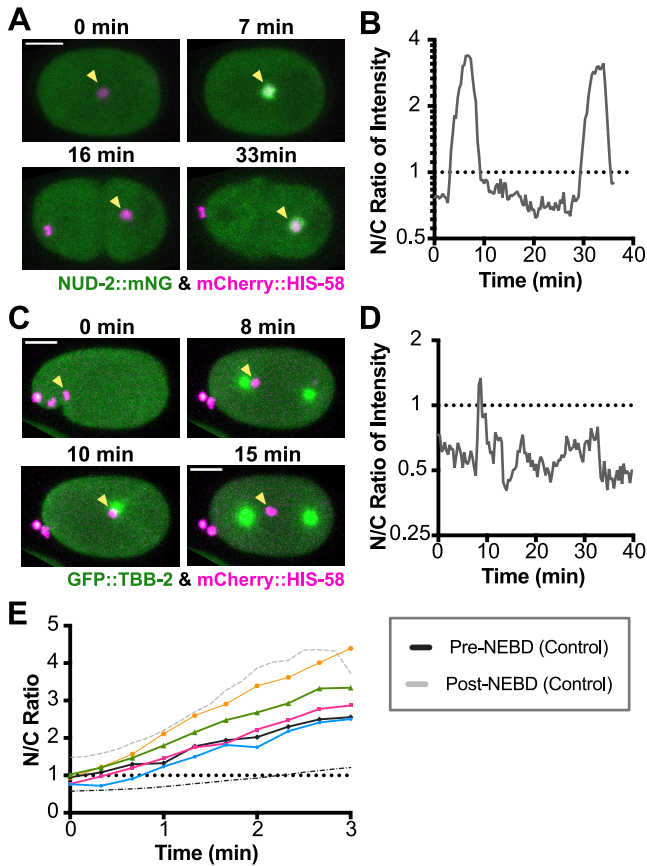 A
0 min
7 min
16 min
33min
NUD-2::mNG & mCherry::HIS-58
B
N/C Ratio of Intensity
4
2
1
0.5
0
10
20
30
40
Time (min)
C
0 min
8 min
10 min
15 min
GFP::TBB-2 & mCherry::HIS-58
D
N/C Ratio of Intensity
2
1
0.5
0.25
0
10
20
30
40
Time (min)
E
N/C Ratio
5
4
3
2
1
0
0
1
2
3
Time (min)
Pre-NEBD (Control)
Post-NEBD (Control)